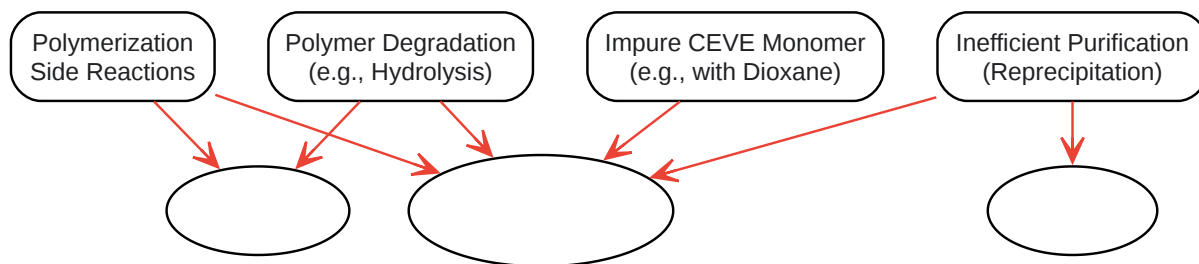 Polymerization
Side Reactions
Polymer Degradation
(e.g., Hydrolysis)
Impure CEVE Monomer
(e.g., with Dioxane)
Inefficient Purification
(Reprecipitation)